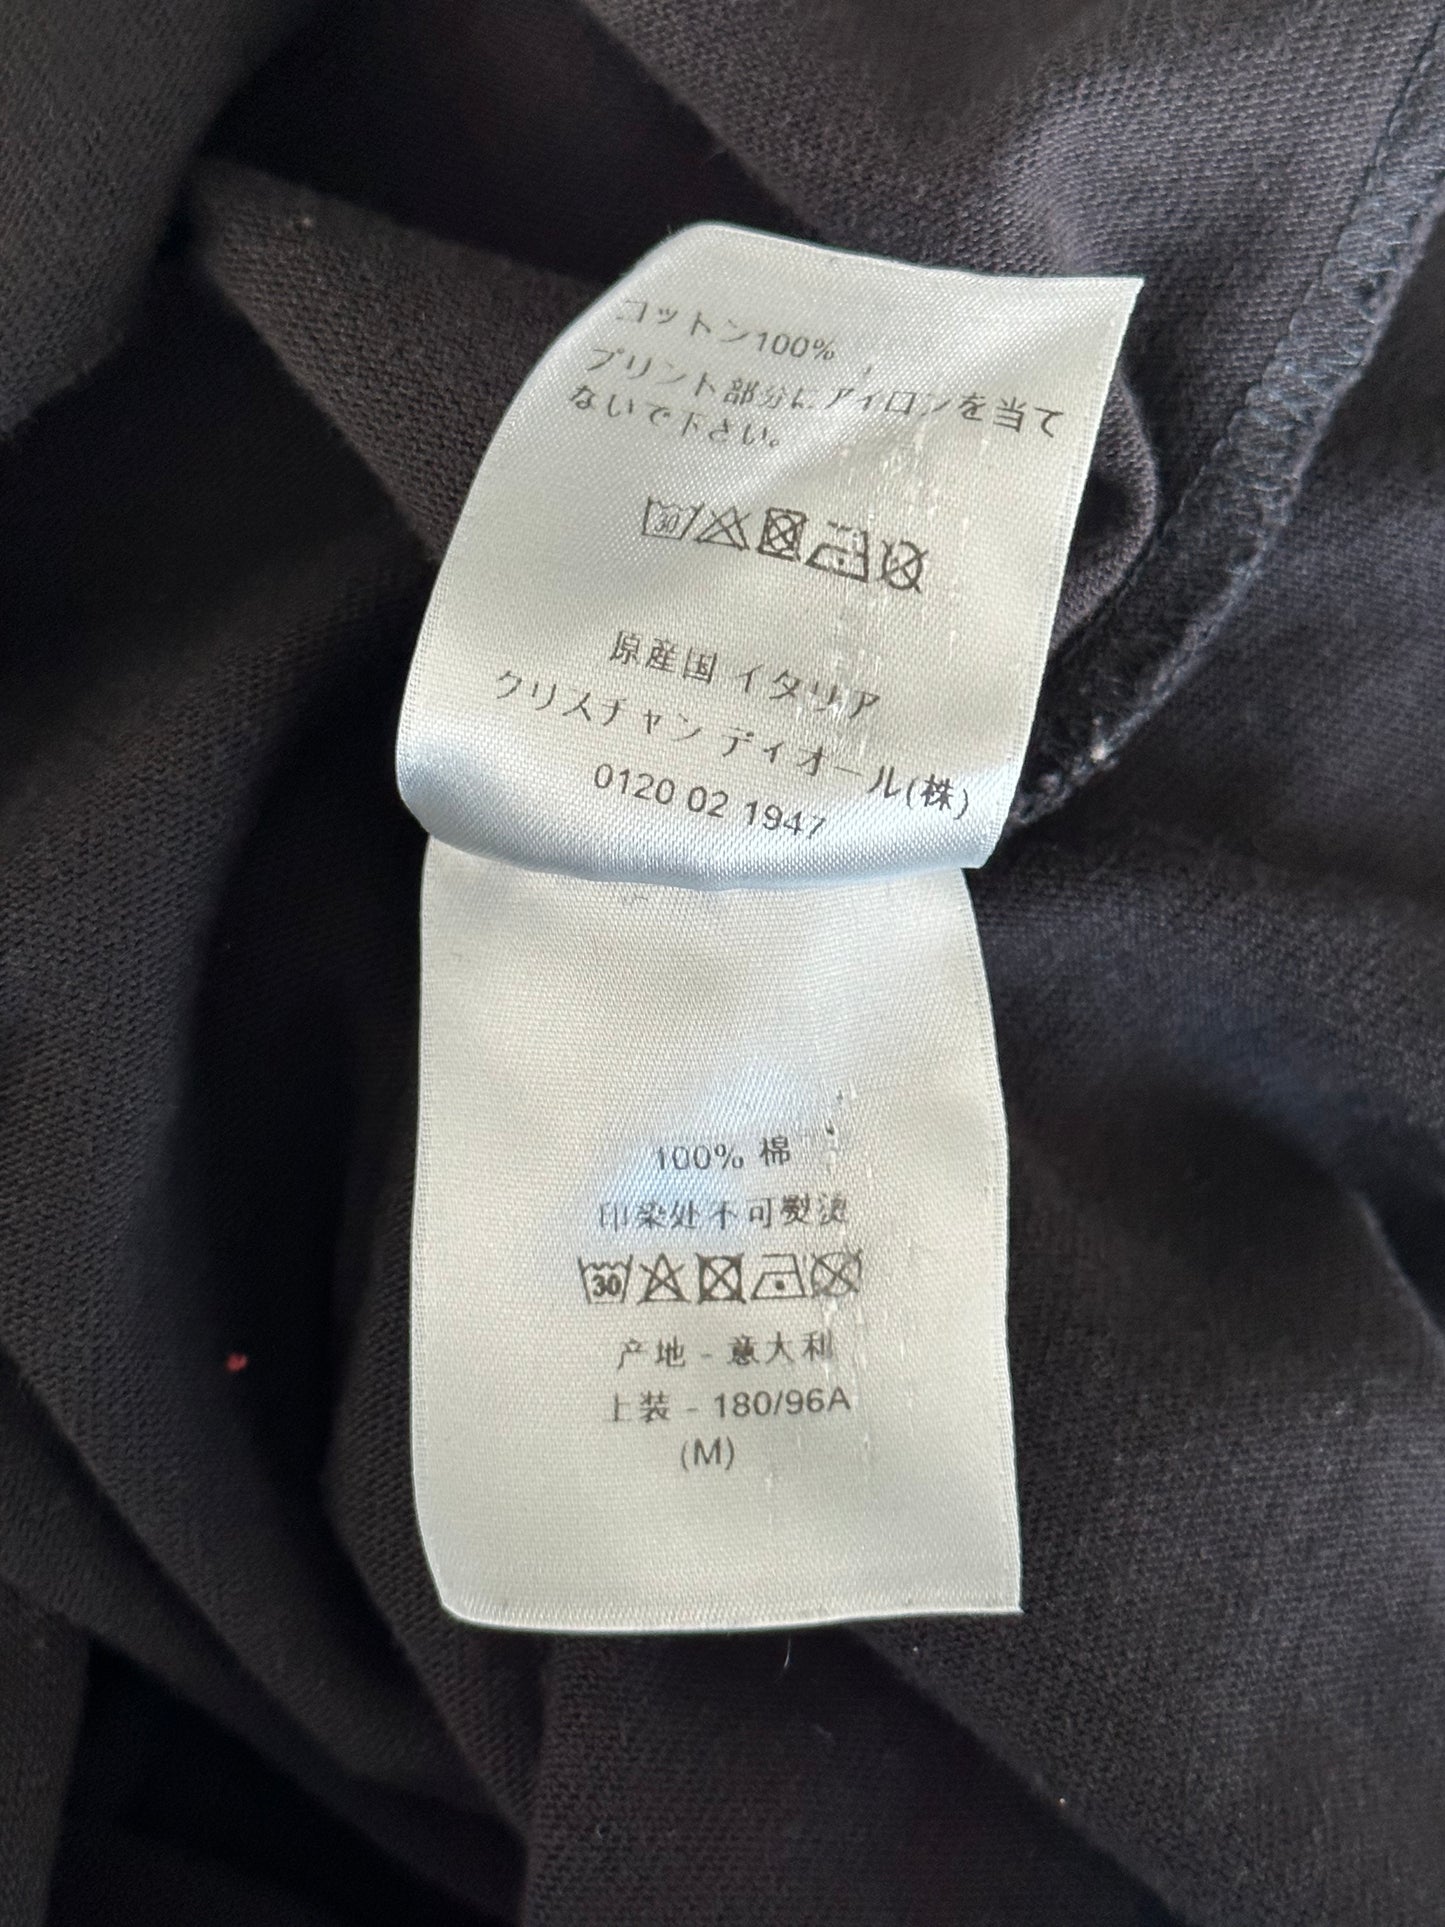 コットン100%
プリント部分にアイロンを当て
ないで下さい。
30
原産国 イタリア
クリスチャン ディオール(株)
0120 02 1947
100% 棉
印染处不可熨烫
30
产地 - 意大利
上装 - 180/96A
(M)